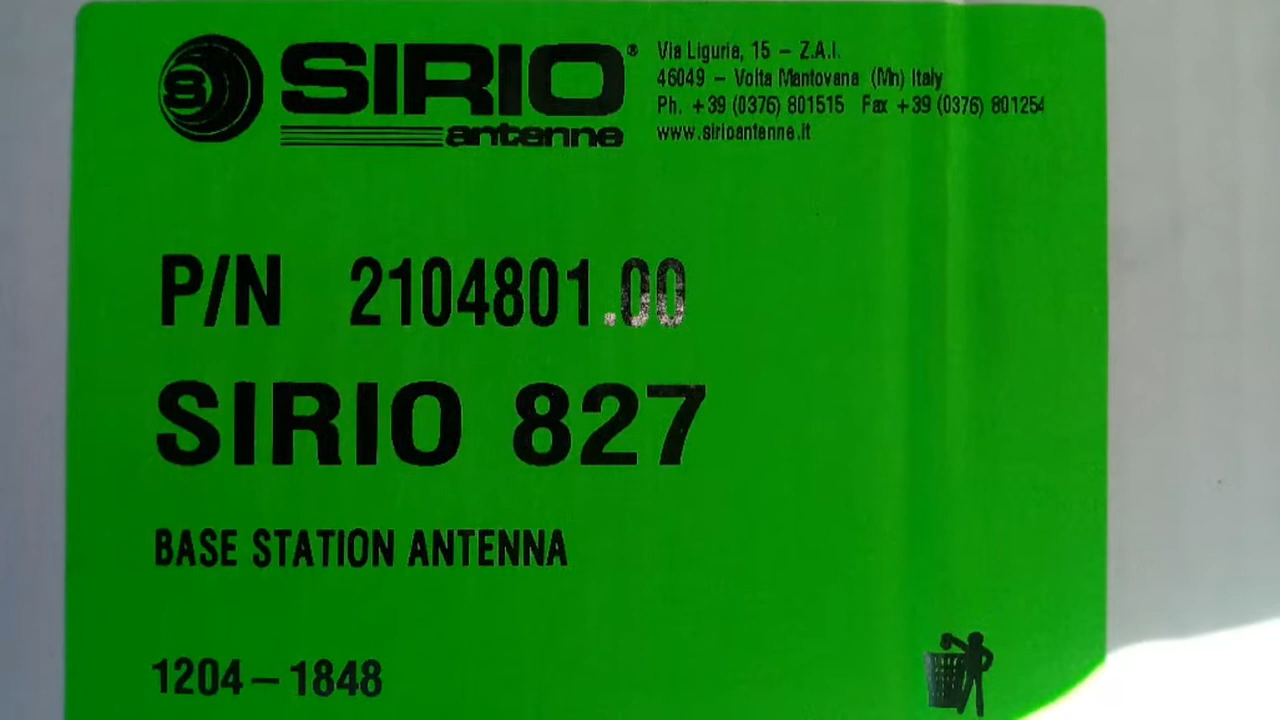 SIRIO®
antenne
Via Liguria, 15 – Z.A.I.
46049 – Volta Mantovana (Mn) Italy
Ph. +39 (0376) 801515 Fax +39 (0376) 801254
www.sirioantenne.it
P/N 2104801.00
SIRIO 827
BASE STATION ANTENNA
1204–1848